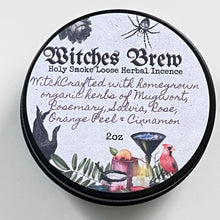 Witches Brew
Holy Smoke Loose Herbal Incence
WitchCrafted with homegrown
organic herbs of Mugwort,
Rosemary, Salvia, Rose,
Orange Peel & Cinnamon
2oz